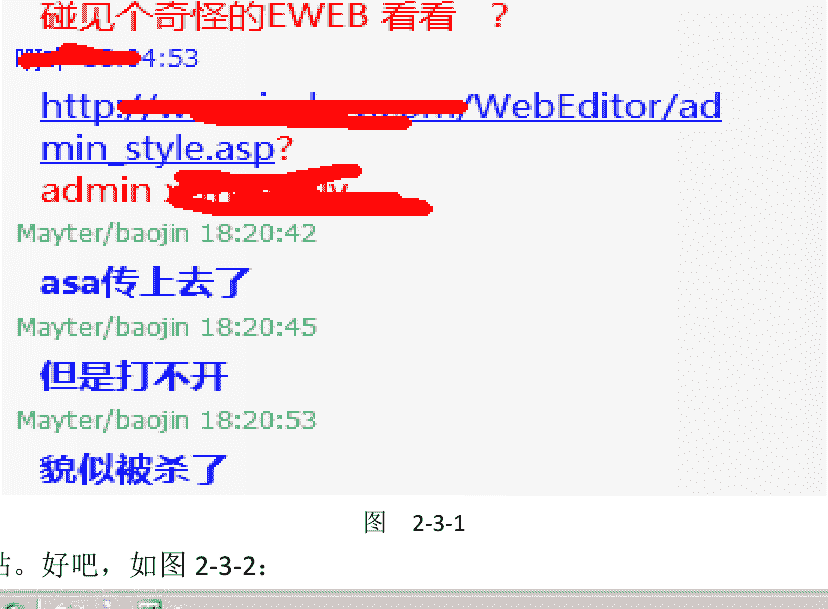 碰见个奇怪的EWEB 看看 ？
4:53
http://w /WebEditor/ad
min_style.asp?
admin
Mayter/baojin 18:20:42
asa传上去了
Mayter/baojin 18:20:45
但是打不开
Mayter/baojin 18:20:53
貌似被杀了
图 2-3-1
站。好吧，如图 2-3-2：